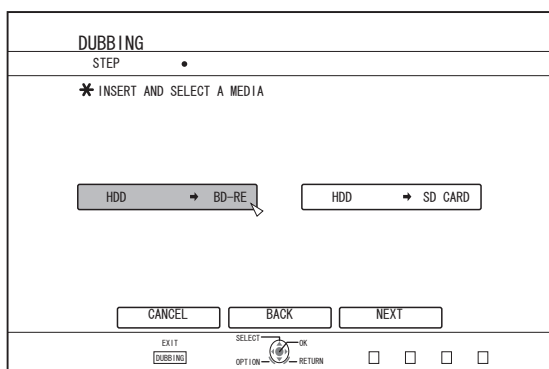 DUBBING
STEP
✱ INSERT AND SELECT A MEDIA
HDD ➡ BD-RE
HDD ➡ SD CARD
CANCEL
BACK
NEXT
EXIT
DUBBING
SELECT
OK
OPTION
RETURN